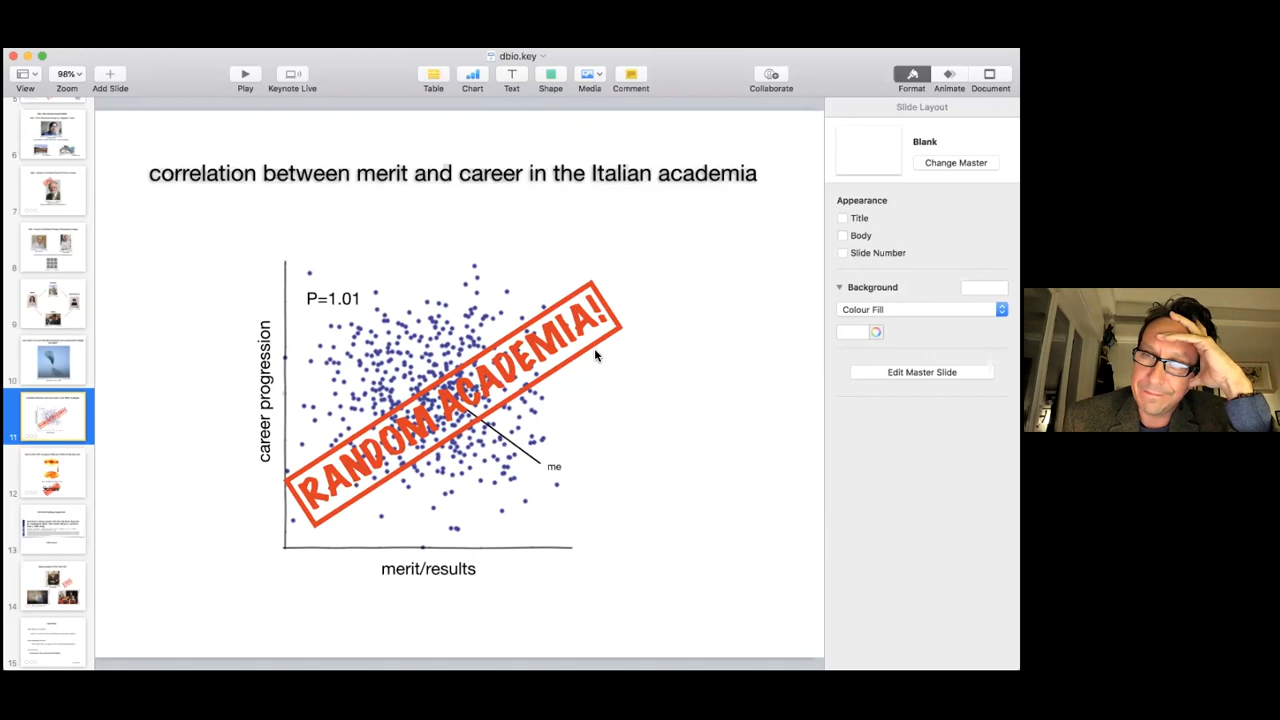 dbio.key
98%
View
Zoom
Add Slide
Play
Keynote Live
Table
Chart
Text
Shape
Media
Comment
Collaborate
Format
Animate
Document
6
7
8
9
10
11
12
13
14
15
correlation between merit and career in the Italian academia
P=1.01
RANDOM ACADEMIA!
career progression
me
merit/results
Slide Layout
Blank
Change Master
Appearance
Title
Body
Slide Number
Background
Colour Fill
Edit Master Slide